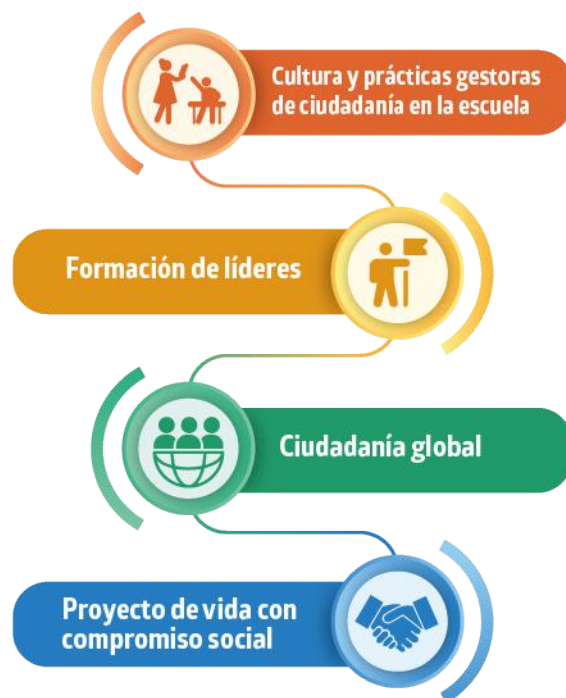 Cultura y prácticas gestoras
de ciudadanía en la escuela
Formación de líderes
Ciudadanía global
Proyecto de vida con
compromiso social